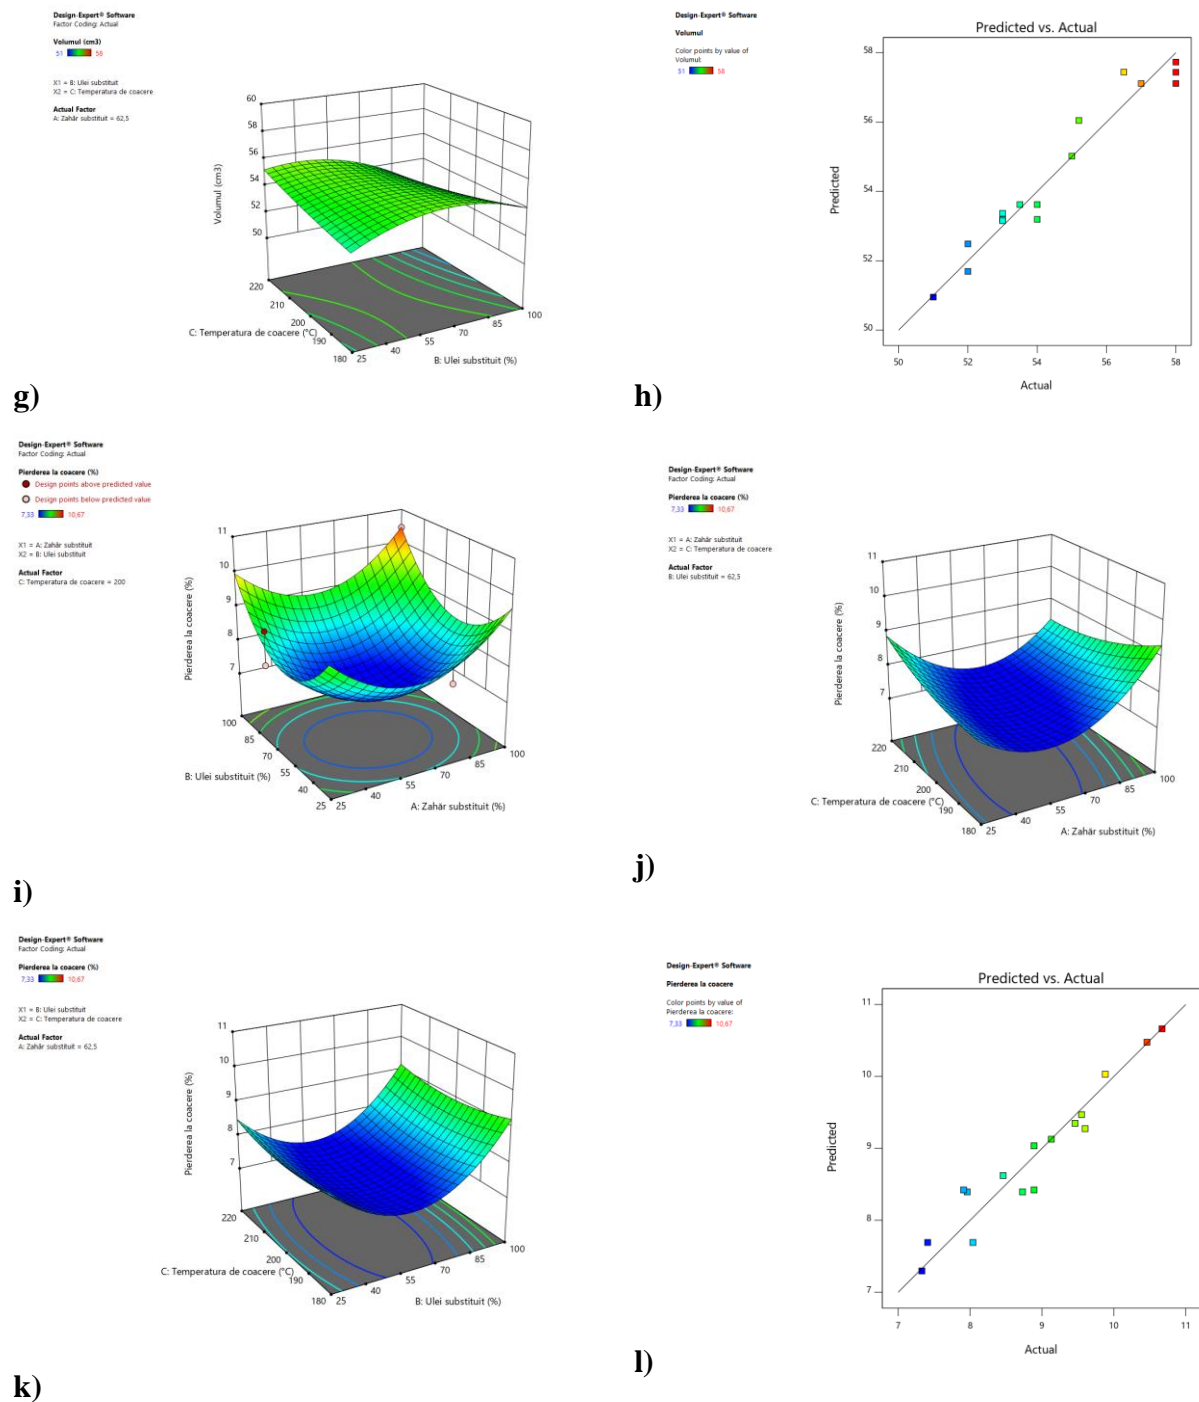 Design-Expert® Software
Factor Coding: Actual
Volumul (cm3)
51 58
X1 = B: Ulei substituit
X2 = C: Temperatura de coacere
Actual Factor
A: Zahăr substituit = 62,5
60
58
56
54
52
50
Volumul (cm3)
220
210
200
190
180
C: Temperatura de coacere (°C)
25
40
55
70
85
100
B: Ulei substituit (%)
g)
Design-Expert® Software
Volumul
Color points by value of
Volumul:
51 58
Predicted vs. Actual
58
56
54
52
50
Predicted
50 52 54 56 58
Actual
h)
Design-Expert® Software
Factor Coding: Actual
Pierderea la coacere (%)
Design points above predicted value
Design points below predicted value
7,33 10,67
X1 = A: Zahăr substituit
X2 = B: Ulei substituit
Actual Factor
C: Temperatura de coacere = 200
11
10
9
8
7
Pierderea la coacere (%)
100
85
70
55
40
25
B: Ulei substituit (%)
25
40
55
70
85
100
A: Zahăr substituit (%)
i)
Design-Expert® Software
Factor Coding: Actual
Pierderea la coacere (%)
7,33 10,67
X1 = A: Zahăr substituit
X2 = C: Temperatura de coacere
Actual Factor
B: Ulei substituit = 62,5
11
10
9
8
7
Pierderea la coacere (%)
220
210
200
190
180
C: Temperatura de coacere (°C)
25
40
55
70
85
100
A: Zahăr substituit (%)
j)
Design-Expert® Software
Factor Coding: Actual
Pierderea la coacere (%)
7,33 10,67
X1 = B: Ulei substituit
X2 = C: Temperatura de coacere
Actual Factor
A: Zahăr substituit = 62,5
11
10
9
8
7
Pierderea la coacere (%)
220
210
200
190
180
C: Temperatura de coacere (°C)
25
40
55
70
85
100
B: Ulei substituit (%)
k)
Design-Expert® Software
Pierderea la coacere
Color points by value of
Pierderea la coacere:
7,33 10,67
Predicted vs. Actual
11
10
9
8
7
Predicted
7 8 9 10 11
Actual
l)